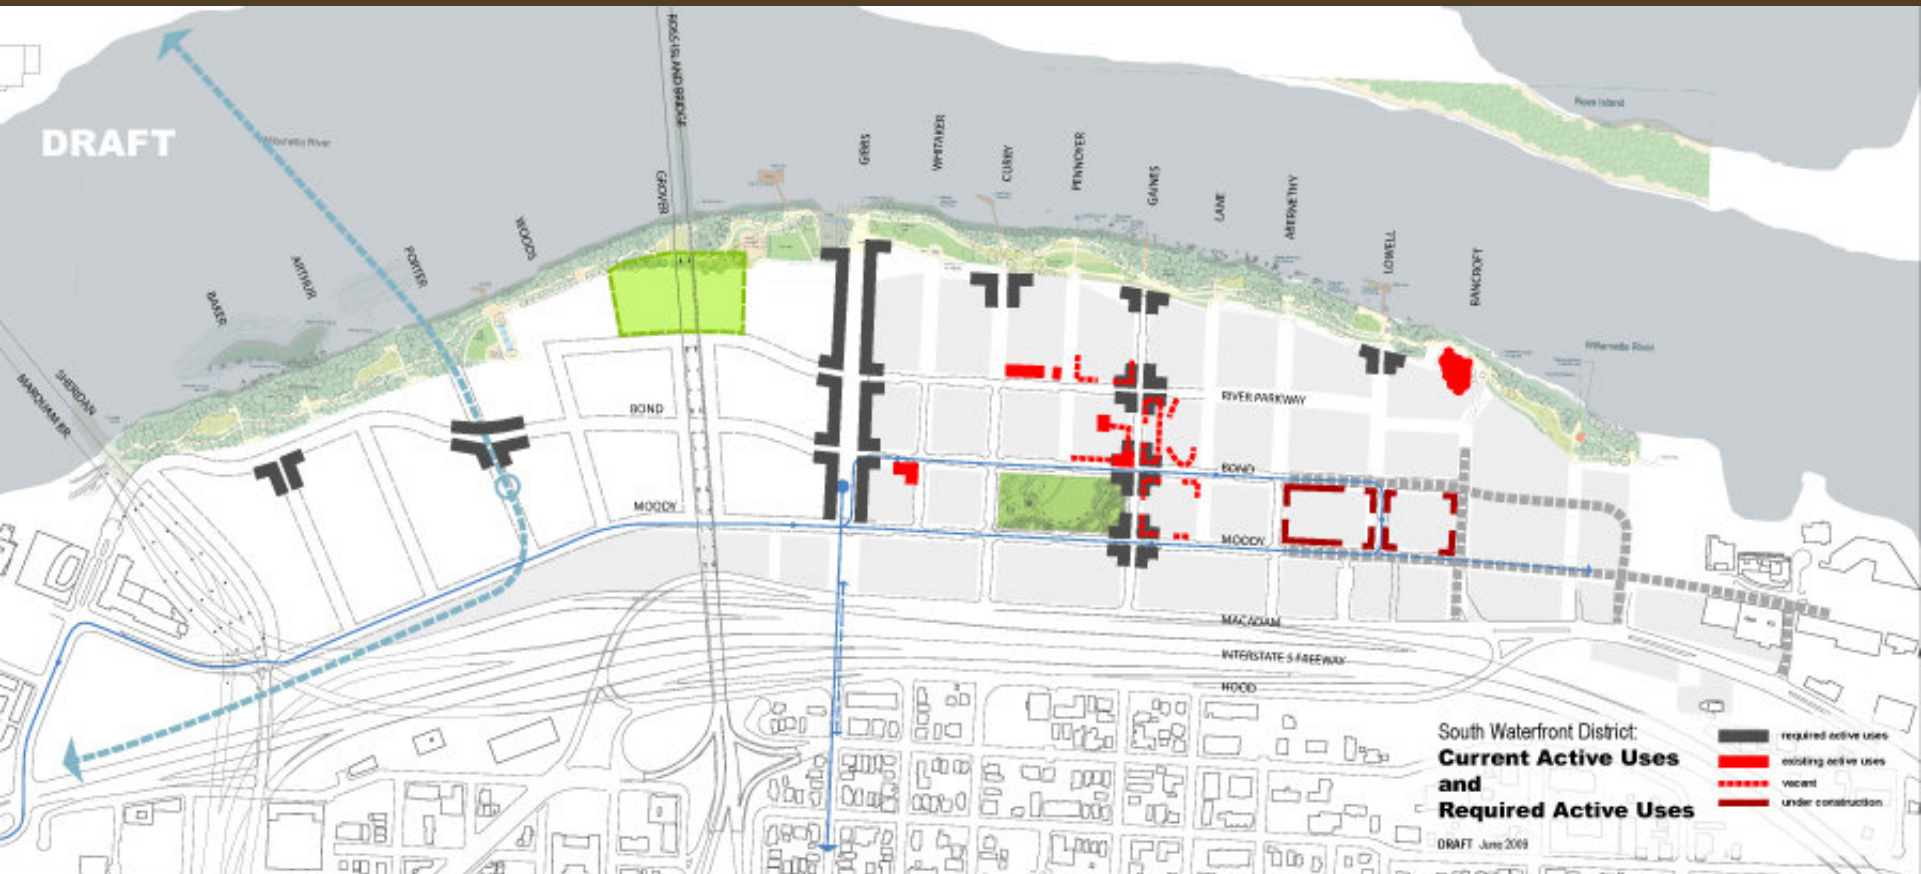 DRAFT
Willamette River
ROSS ISLAND BRIDGE
Ross Island
GIBBS
WHITAKER
CURRY
PENNOYER
GAINES
LANE
ABERNETHY
LOWELL
BANCROFT
GROVER
WOODS
PORTER
ARTHUR
BAKER
SHERIDAN
MARQUAM BR
Willamette River
RIVER PARKWAY
BOND
BOND
MOODY
MOODY
MACADAM
INTERSTATE 5 FREEWAY
HOOD
South Waterfront District:
Current Active Uses
and
Required Active Uses
DRAFT June 2009
required active uses
existing active uses
vacant
under construction